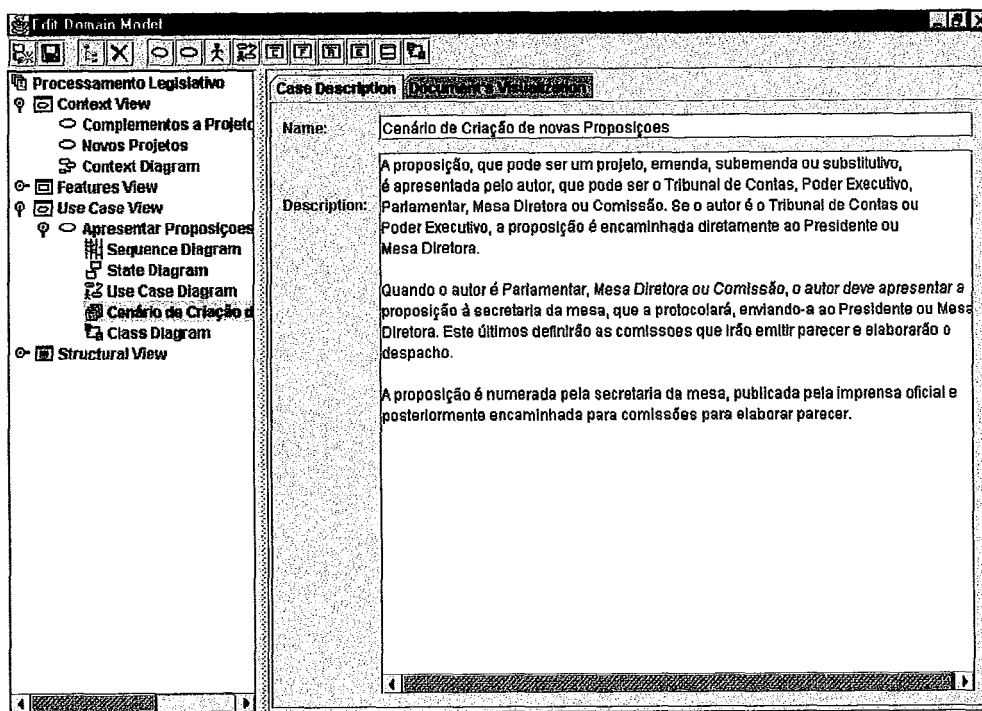 Edit Domain Model
Processamento Legislativo
Context View
Complementos a Projeto
Novos Projetos
Context Diagram
Features View
Use Case View
Apresentar Proposiçoes
Sequence Diagram
State Diagram
Use Case Diagram
Cenário de Criação d
Class Diagram
Structural View
Case Description
Document's Visualization
Name:
Cenário de Criação de novas Proposiçoes
Description:
A proposição, que pode ser um projeto, emenda, subemenda ou substitutivo,
é apresentada pelo autor, que pode ser o Tribunal de Contas, Poder Executivo,
Parlamentar, Mesa Diretora ou Comissão. Se o autor é o Tribunal de Contas ou
Poder Executivo, a proposição é encaminhada diretamente ao Presidente ou
Mesa Diretora.
Quando o autor é Parlamentar, Mesa Diretora ou Comissão, o autor deve apresentar a
proposição à secretaria da mesa, que a protocolará, enviando-a ao Presidente ou Mesa
Diretora. Este últimos definirão as comissoes que irão emitir parecer e elaborarão o
despacho.
A proposição é numerada pela secretaria da mesa, publicada pela imprensa oficial e
posteriormente encaminhada para comissões para elaborar parecer.